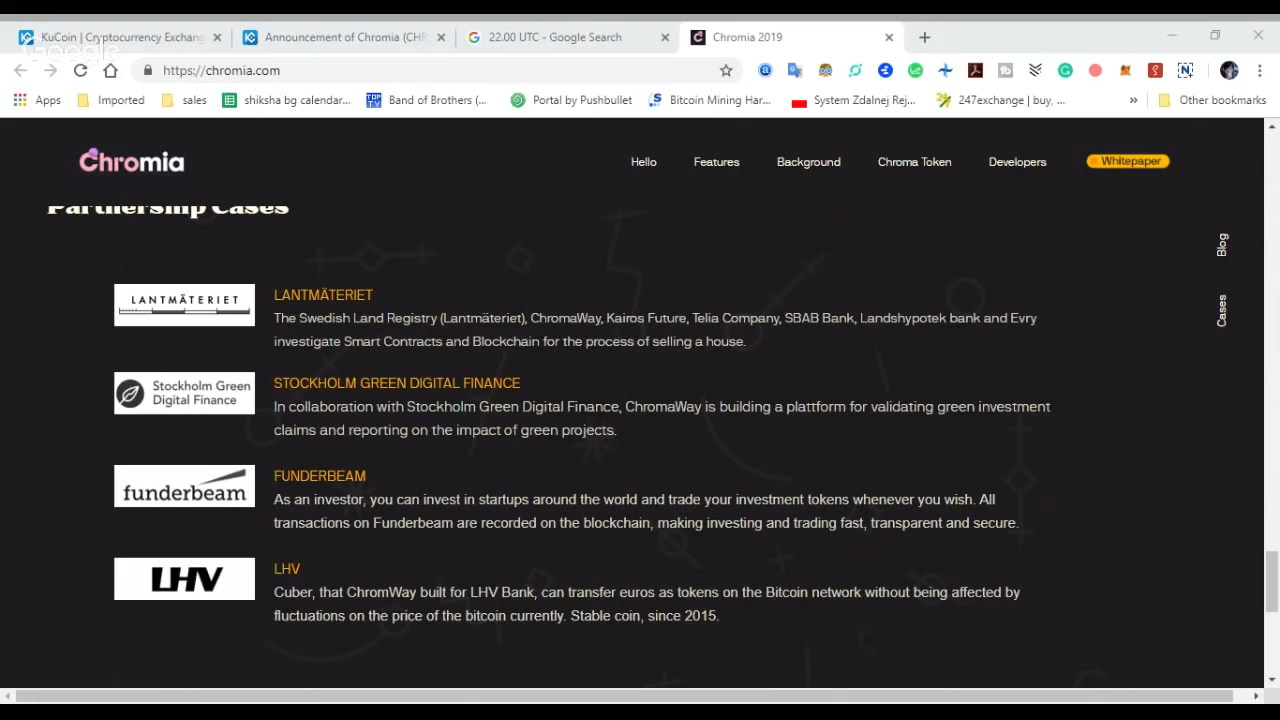 KuCoin | Cryptocurrency Exchang
Announcement of Chromia (CHR
22.00 UTC - Google Search
Chromia 2019
Google
https://chromia.com
Apps
Imported
sales
shiksha bg calendar...
Band of Brothers (...
Portal by Pushbullet
Bitcoin Mining Har...
System Zdalnej Rej...
247exchange | buy, ...
Other bookmarks
Chromia
Hello
Features
Background
Chroma Token
Developers
Whitepaper
Partnership Cases
Blog
Cases
LANTMÄTERIET
LANTMÄTERIET
The Swedish Land Registry (Lantmäteriet), ChromaWay, Kairos Future, Telia Company, SBAB Bank, Landshypotek bank and Evry
investigate Smart Contracts and Blockchain for the process of selling a house.
Stockholm Green
Digital Finance
STOCKHOLM GREEN DIGITAL FINANCE
In collaboration with Stockholm Green Digital Finance, ChromaWay is building a plattform for validating green investment
claims and reporting on the impact of green projects.
funderbeam
FUNDERBEAM
As an investor, you can invest in startups around the world and trade your investment tokens whenever you wish. All
transactions on Funderbeam are recorded on the blockchain, making investing and trading fast, transparent and secure.
LHV
LHV
Cuber, that ChromWay built for LHV Bank, can transfer euros as tokens on the Bitcoin network without being affected by
fluctuations on the price of the bitcoin currently. Stable coin, since 2015.